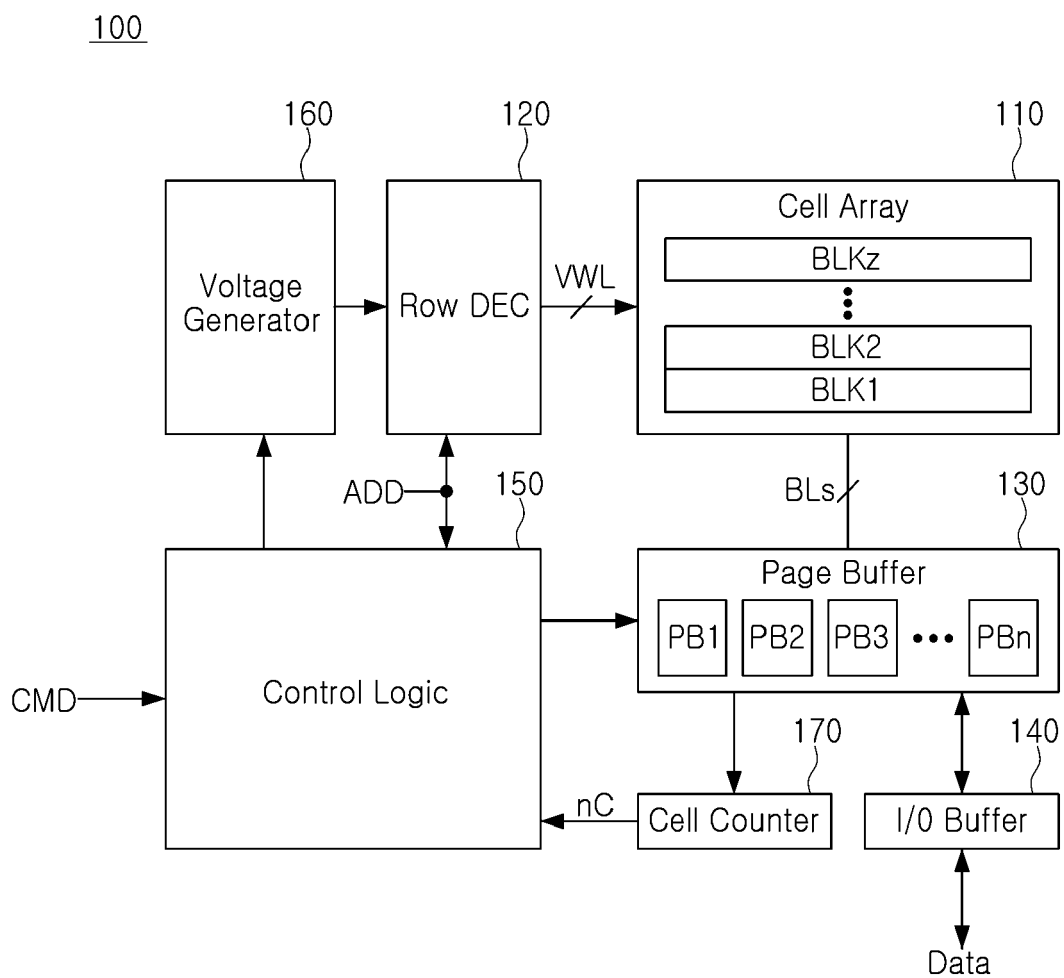 100
160
120
110
Voltage
Generator
Row DEC
VWL
Cell Array
BLKz
BLK2
BLK1
ADD
150
BLs
130
Page Buffer
PB1
PB2
PB3
PBn
CMD
Control Logic
170
140
nC
Cell Counter
I/0 Buffer
Data